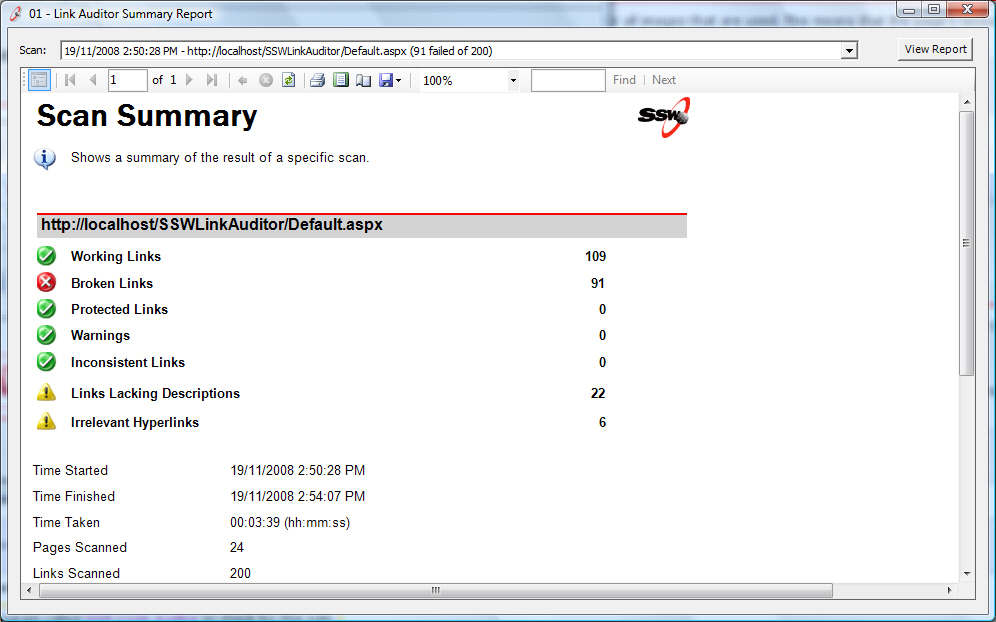 01 - Link Auditor Summary Report
Scan: 19/11/2008 2:50:28 PM - http://localhost/SSWLinkAuditor/Default.aspx (91 failed of 200) View Report
1 of 1 100% Find Next
Scan Summary
SSW
Shows a summary of the result of a specific scan.
http://localhost/SSWLinkAuditor/Default.aspx
Working Links 109
Broken Links 91
Protected Links 0
Warnings 0
Inconsistent Links 0
Links Lacking Descriptions 22
Irrelevant Hyperlinks 6
Time Started 19/11/2008 2:50:28 PM
Time Finished 19/11/2008 2:54:07 PM
Time Taken 00:03:39 (hh:mm:ss)
Pages Scanned 24
Links Scanned 200